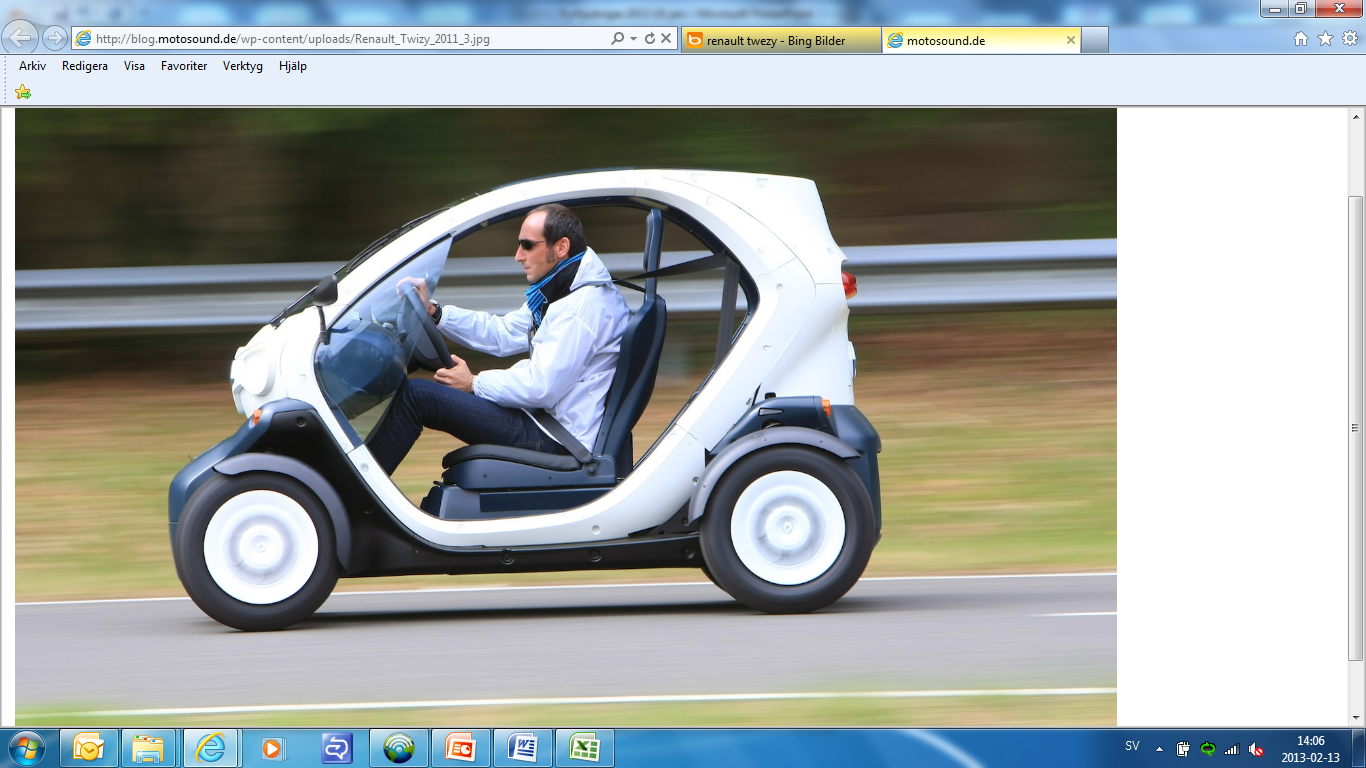 http://blog.motosound.de/wp-content/uploads/Renault_Twizy_2011_3.jpg
renault twezy - Bing Bilder
motosound.de
Arkiv Redigera Visa Favoriter Verktyg Hjälp
SV
14:06
2013-02-13